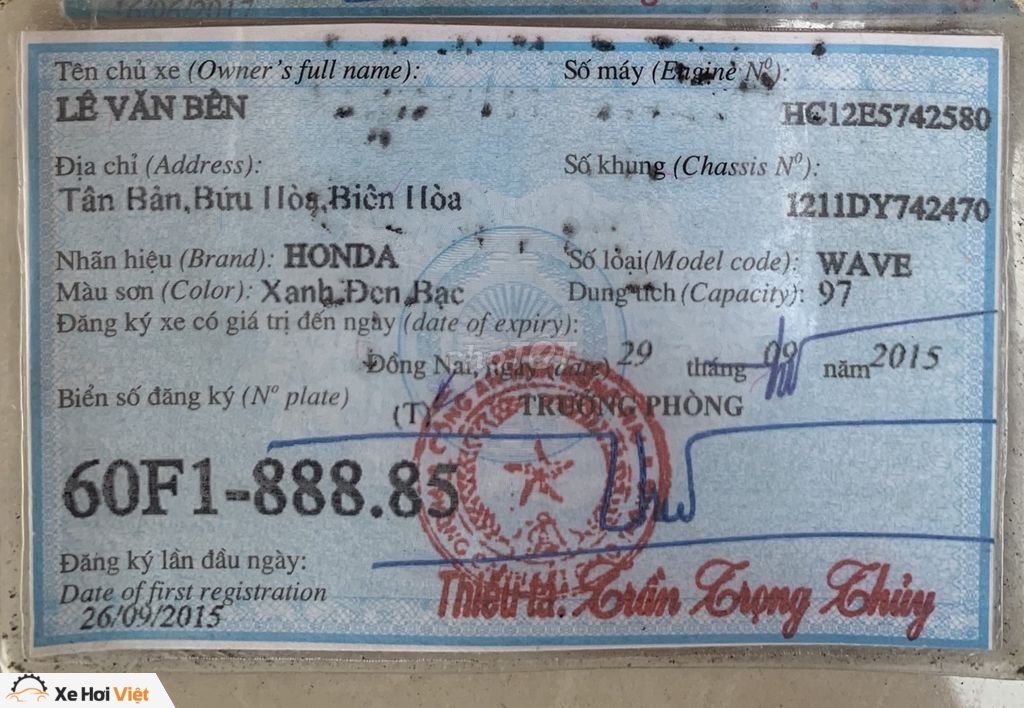 16/06/2017
Tên chủ xe (Owner's full name):
LÊ VĂN BÈN
Số máy (Engine Nº):
HC12E5742580
Địa chỉ (Address):
Tân Bản,Bửu Hòa,Biên Hòa
Số khung (Chassis Nº):
1211DY742470
Nhãn hiệu (Brand): HONDA
Số loại(Model code): WAVE
Màu sơn (Color): Xanh Đen Bạc
Dung tích (Capacity): 97
Đăng ký xe có giá trị đến ngày (date of expiry):
Đồng Nai, ngày (date) 29 tháng 09 năm 2015
Biển số đăng ký (Nº plate)
(T) TRƯỞNG PHÒNG
60F1-888.85
Đăng ký lần đầu ngày:
Date of first registration
26/09/2015
Thiếu tá: Trần Trọng Thủy
Xe Hơi Việt